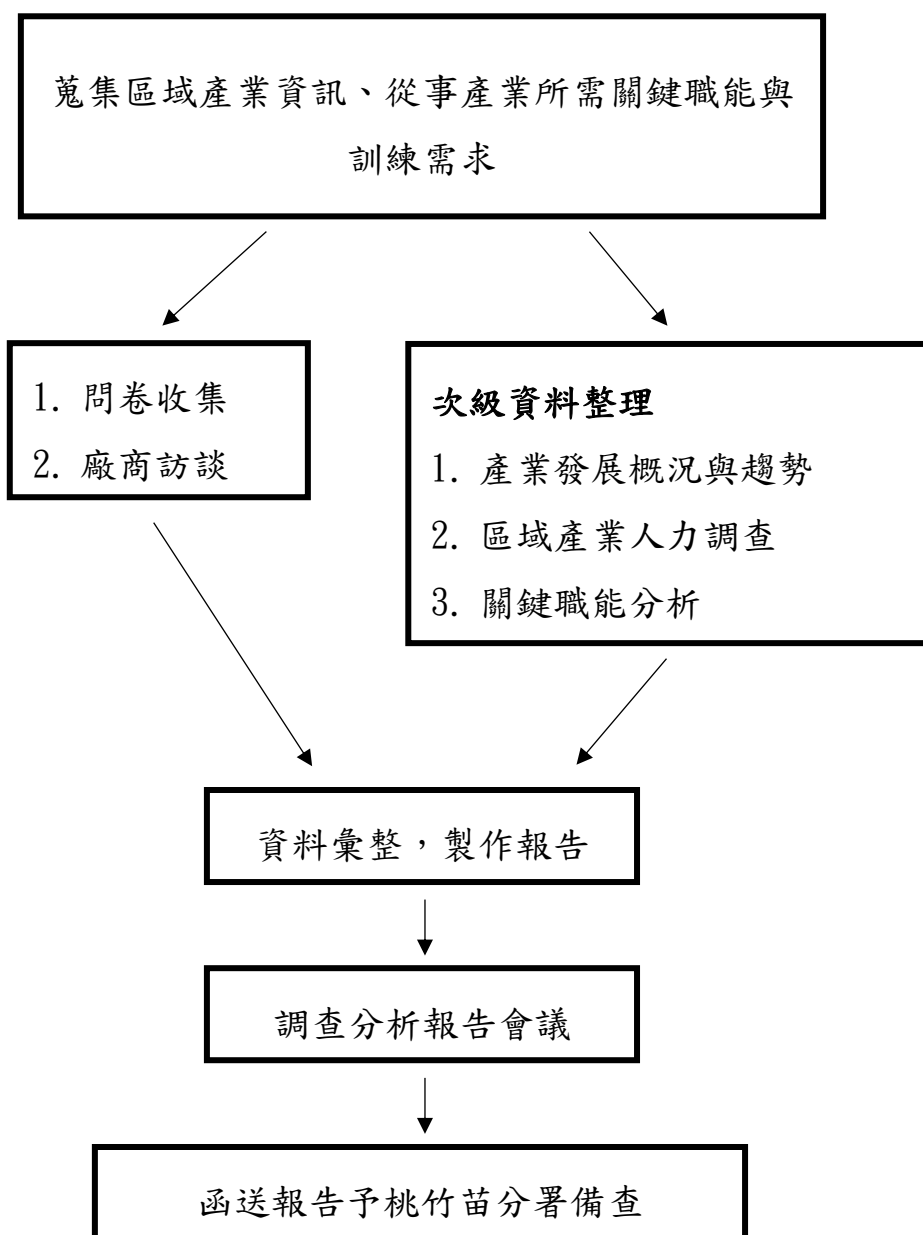 蒐集區域產業資訊、從事產業所需關鍵職能與
訓練需求
1. 問卷收集
2. 廠商訪談
次級資料整理
1. 產業發展概況與趨勢
2. 區域產業人力調查
3. 關鍵職能分析
資料彙整，製作報告
調查分析報告會議
函送報告予桃竹苗分署備查